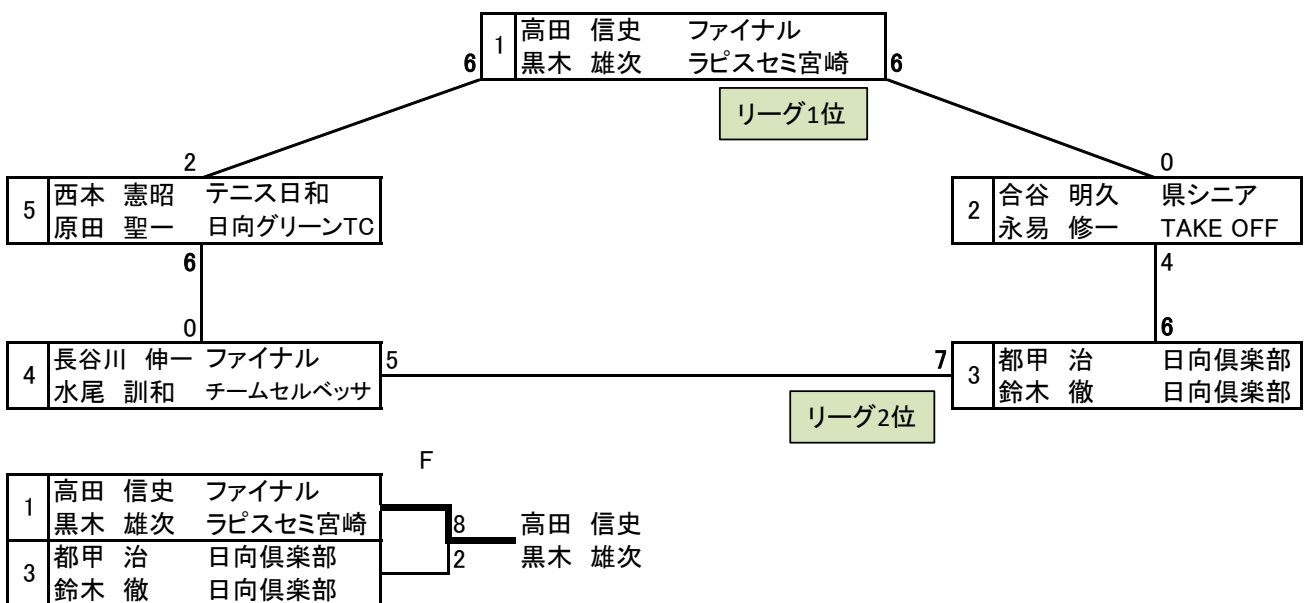 1
高田 信史 ファイナル
黒木 雄次 ラピスセミ宮崎
6
6
リーグ1位
2
0
5
西本 憲昭 テニス日和
原田 聖一 日向グリーンTC
2
合谷 明久 県シニア
永易 修一 TAKE OFF
6
4
0
6
4
長谷川 伸一 ファイナル
水尾 訓和 チームセルベッサ
5
7
3
都甲 治 日向倶楽部
鈴木 徹 日向倶楽部
リーグ2位
F
1
高田 信史 ファイナル
黒木 雄次 ラピスセミ宮崎
3
都甲 治 日向倶楽部
鈴木 徹 日向倶楽部
8
2
高田 信史
黒木 雄次